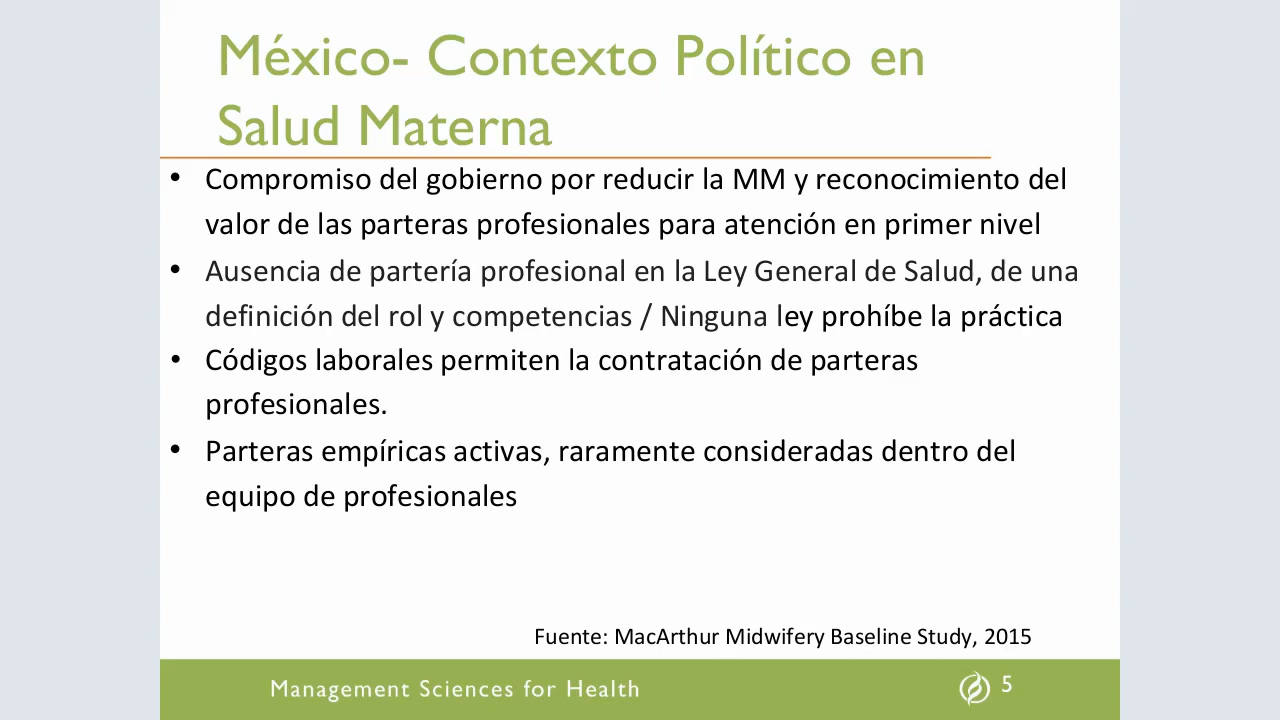 México- Contexto Político en
Salud Materna
• Compromiso del gobierno por reducir la MM y reconocimiento del
valor de las parteras profesionales para atención en primer nivel
• Ausencia de partería profesional en la Ley General de Salud, de una
definición del rol y competencias / Ninguna ley prohíbe la práctica
• Códigos laborales permiten la contratación de parteras
profesionales.
• Parteras empíricas activas, raramente consideradas dentro del
equipo de profesionales
Fuente: MacArthur Midwifery Baseline Study, 2015
Management Sciences for Health
5